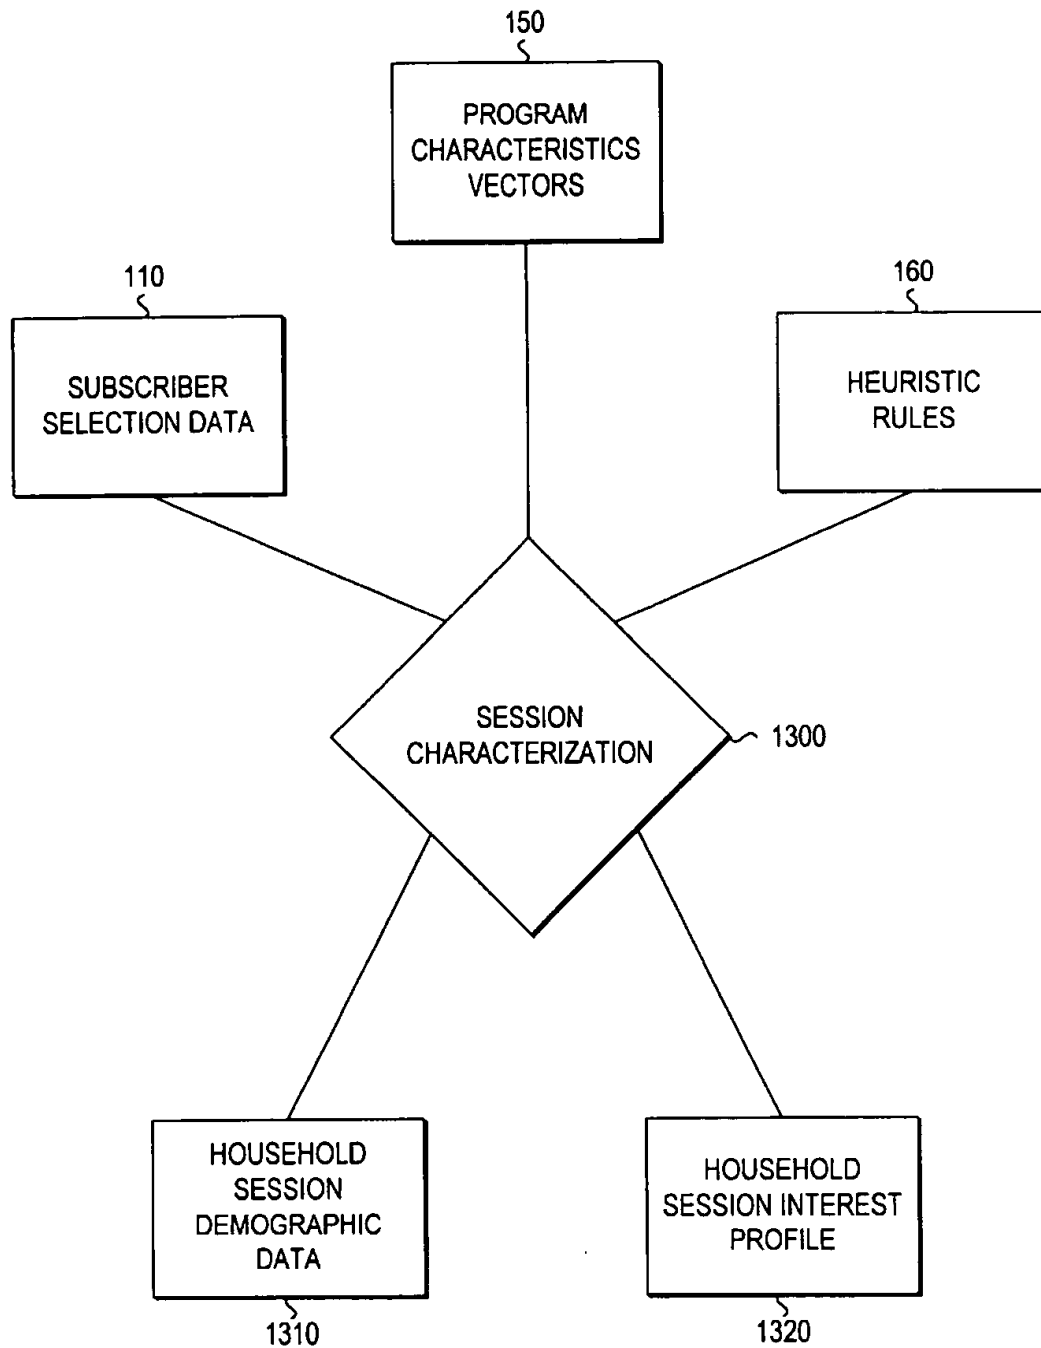 150
PROGRAM
CHARACTERISTICS
VECTORS
110
SUBSCRIBER
SELECTION DATA
160
HEURISTIC
RULES
SESSION
CHARACTERIZATION
1300
HOUSEHOLD
SESSION
DEMOGRAPHIC
DATA
1310
HOUSEHOLD
SESSION INTEREST
PROFILE
1320